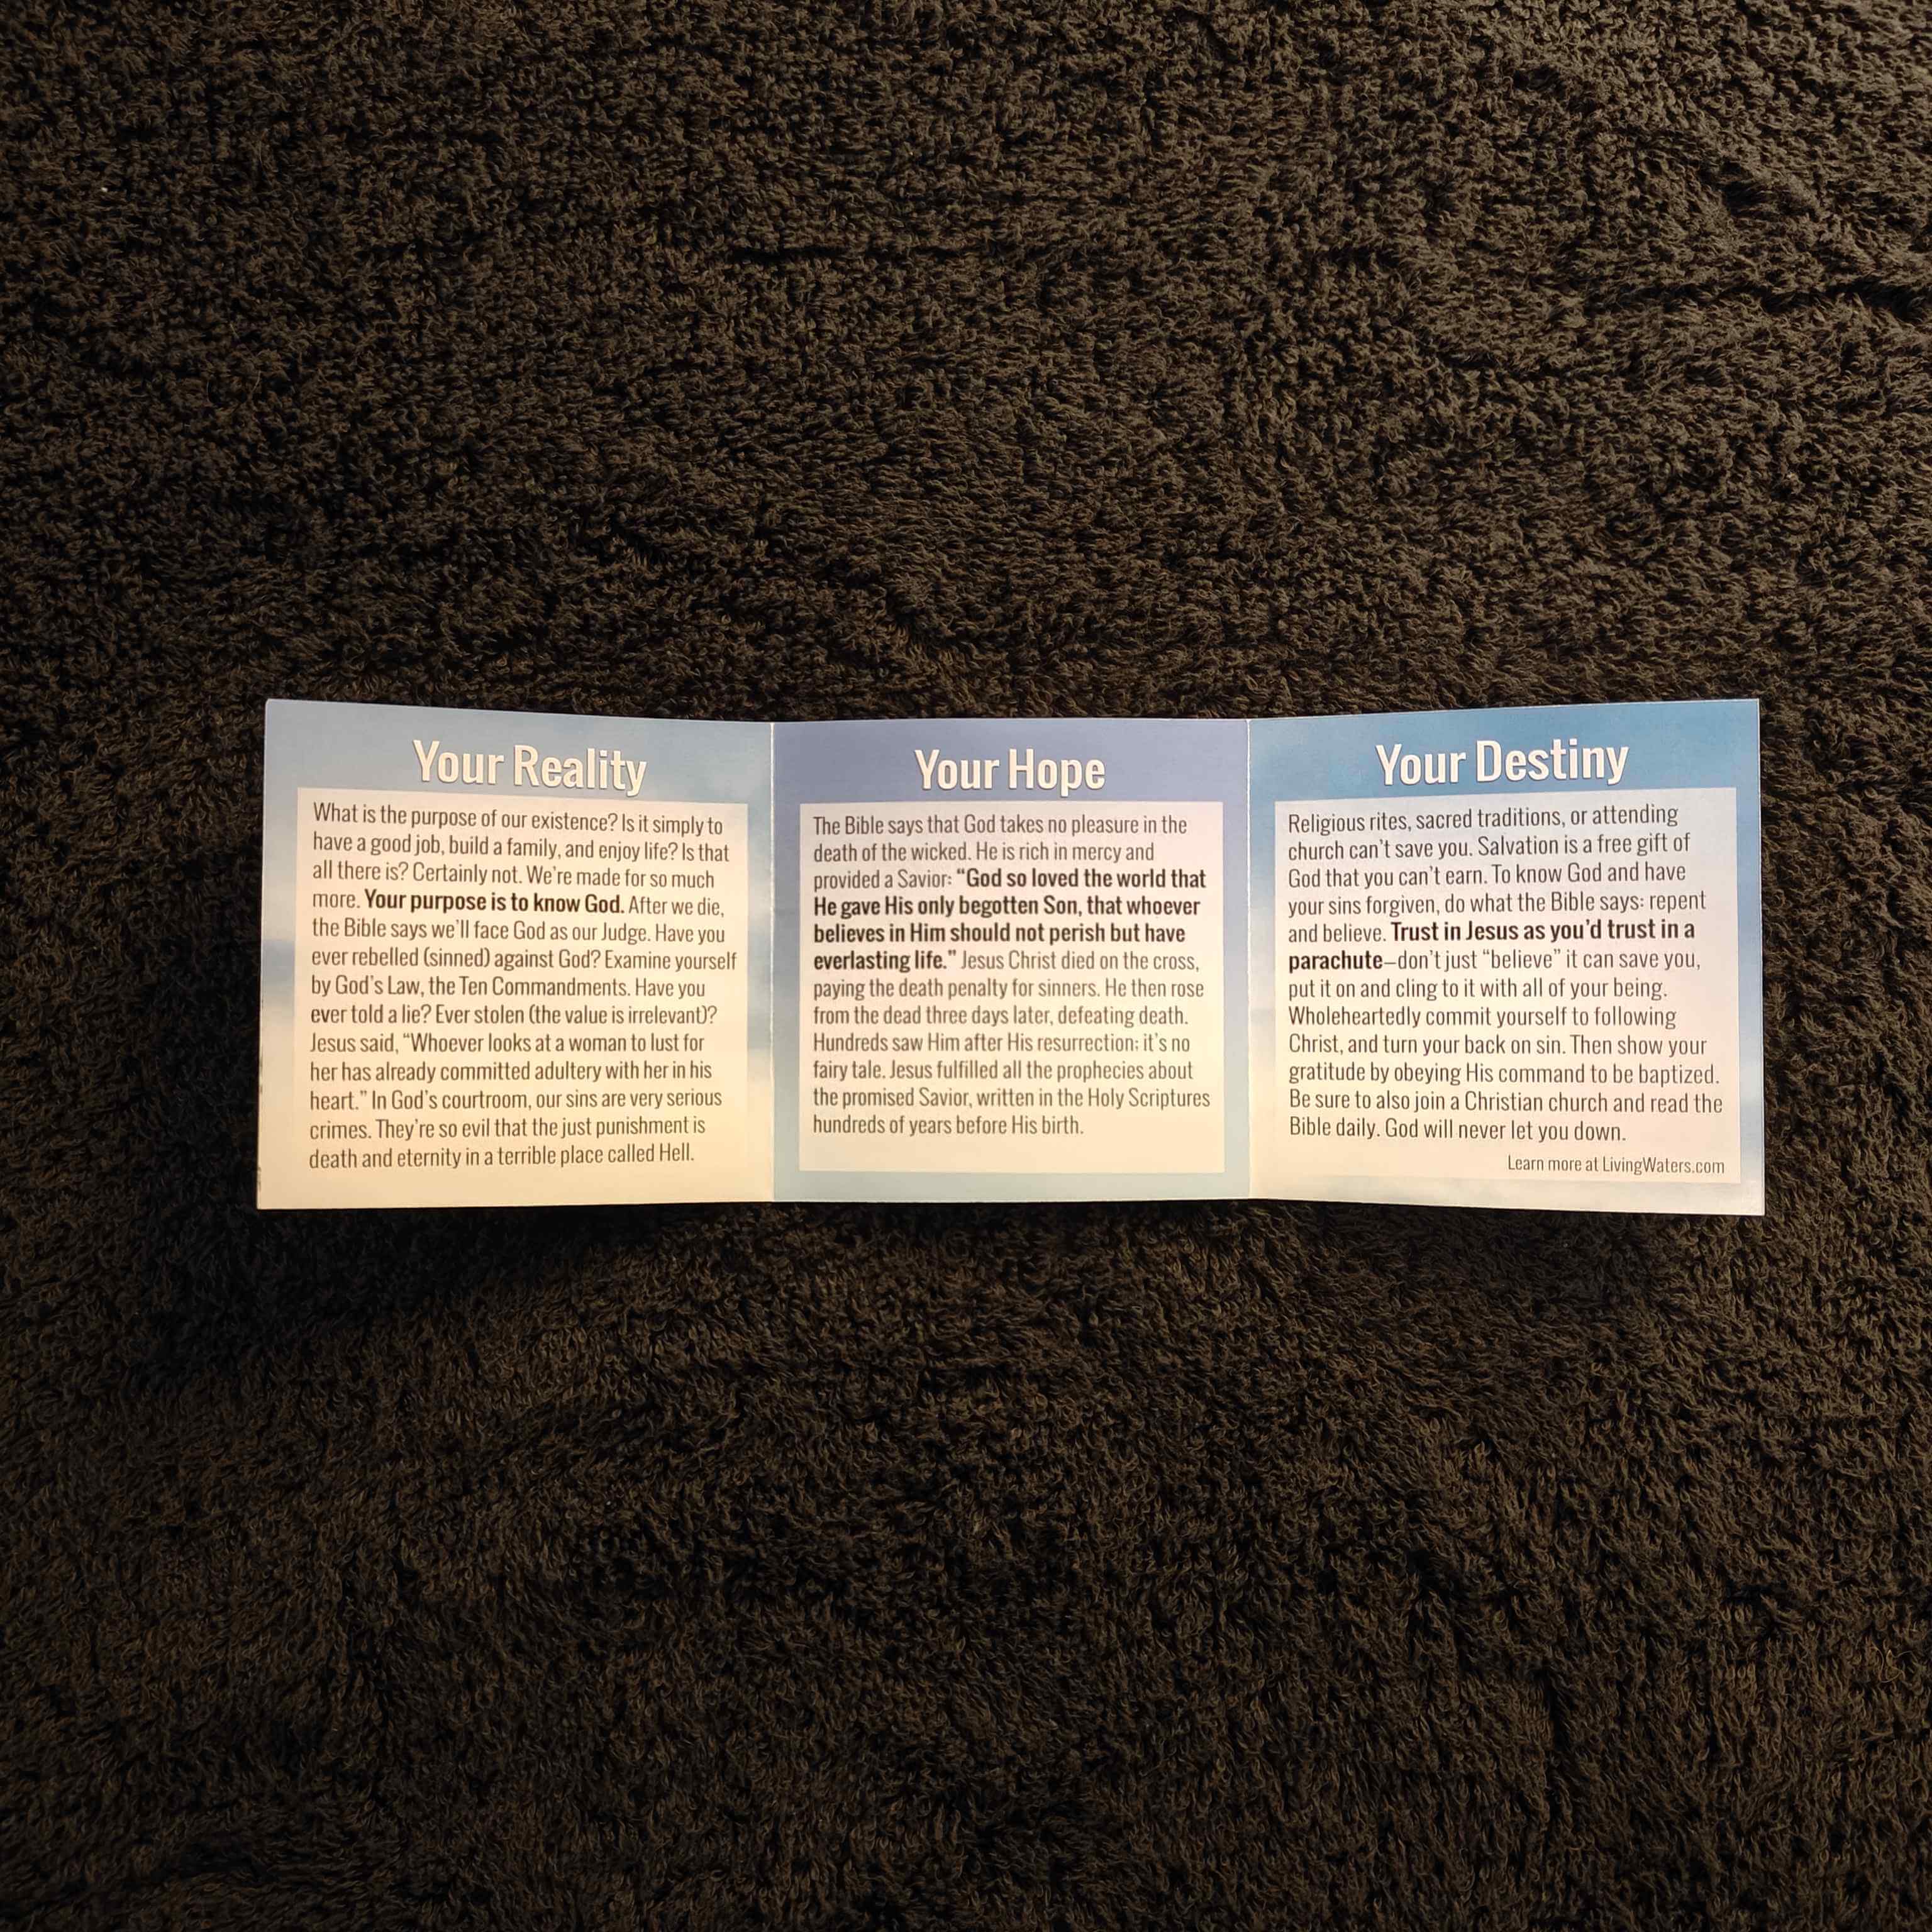 Your Reality
What is the purpose of our existence? Is it simply to
have a good job, build a family, and enjoy life? Is that
all there is? Certainly not. We're made for so much
more. Your purpose is to know God. After we die,
the Bible says we'll face God as our Judge. Have you
ever rebelled (sinned) against God? Examine yourself
by God's Law, the Ten Commandments. Have you
ever told a lie? Ever stolen (the value is irrelevant)?
Jesus said, “Whoever looks at a woman to lust for
her has already committed adultery with her in his
heart.” In God's courtroom, our sins are very serious
crimes. They're so evil that the just punishment is
death and eternity in a terrible place called Hell.
Your Hope
The Bible says that God takes no pleasure in the
death of the wicked. He is rich in mercy and
provided a Savior: “God so loved the world that
He gave His only begotten Son, that whoever
believes in Him should not perish but have
everlasting life.” Jesus Christ died on the cross,
paying the death penalty for sinners. He then rose
from the dead three days later, defeating death.
Hundreds saw Him after His resurrection; it's no
fairy tale. Jesus fulfilled all the prophecies about
the promised Savior, written in the Holy Scriptures
hundreds of years before His birth.
Your Destiny
Religious rites, sacred traditions, or attending
church can't save you. Salvation is a free gift of
God that you can't earn. To know God and have
your sins forgiven, do what the Bible says: repent
and believe. Trust in Jesus as you'd trust in a
parachute—don't just “believe” it can save you,
put it on and cling to it with all of your being.
Wholeheartedly commit yourself to following
Christ, and turn your back on sin. Then show your
gratitude by obeying His command to be baptized.
Be sure to also join a Christian church and read the
Bible daily. God will never let you down.
Learn more at LivingWaters.com